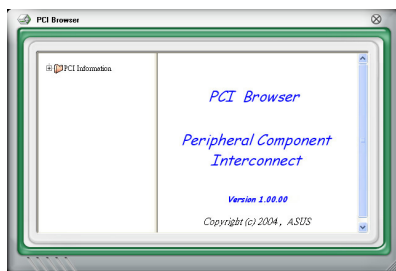 PCI Browser
PCI Information
PCI Browser
Peripheral Component
Interconnect
Version 1.00.00
Copyright (c) 2004, ASUS